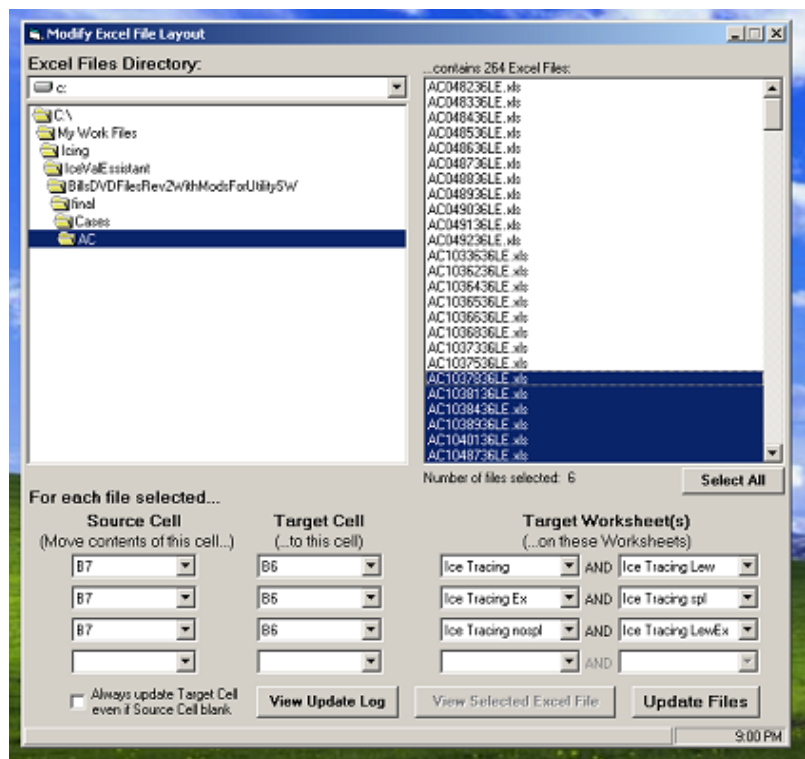 Modify Excel File Layout
Excel Files Directory:
...contains 264 Excel Files:
c:
C:\
My Work Files
Icing
IceValEssistant
BillsDVDFilesRev2WithModsForUtilitySW
final
Cases
AC
AC048236LE.xls
AC048336LE.xls
AC048436LE.xls
AC048536LE.xls
AC048636LE.xls
AC048736LE.xls
AC048836LE.xls
AC048936LE.xls
AC049036LE.xls
AC049136LE.xls
AC049236LE.xls
AC1033636LE.xls
AC1036236LE.xls
AC1036436LE.xls
AC1036536LE.xls
AC1036636LE.xls
AC1036836LE.xls
AC1037336LE.xls
AC1037536LE.xls
AC1037836LE.xls
AC1038136LE.xls
AC1038436LE.xls
AC1038936LE.xls
AC1040136LE.xls
AC1048736LE.xls
Number of files selected: 6
Select All
For each file selected...
Source Cell Target Cell Target Worksheet(s)
(Move contents of this cell...) (...to this cell) (...on these Worksheets)
B7 B6 Ice Tracing AND Ice Tracing Lew
B7 B6 Ice Tracing Ex AND Ice Tracing spl
B7 B6 Ice Tracing nospl AND Ice Tracing LewEx
AND
Always update Target Cell
even if Source Cell blank.
View Update Log View Selected Excel File Update Files
9:00 PM